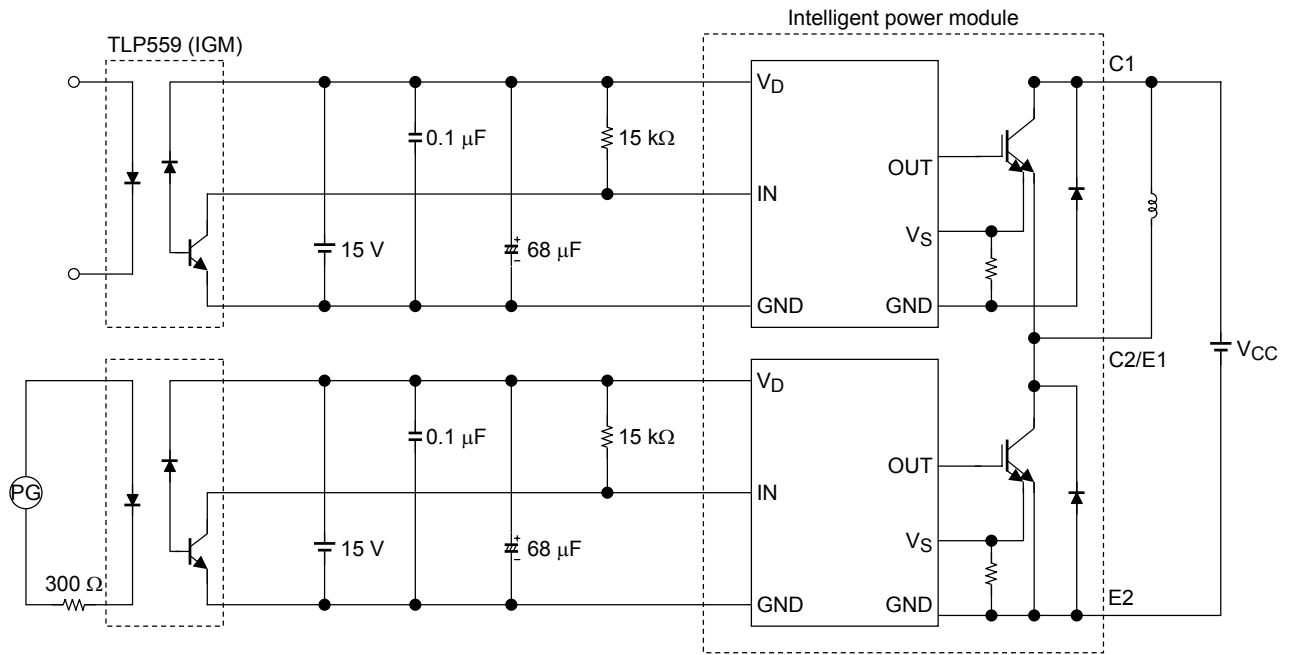 Intelligent power module
TLP559 (IGM)
C1
VD
0.1 μF
15 kΩ
OUT
IN
VS
15 V
+
−
68 μF
GND
GND
C2/E1
VCC
VD
0.1 μF
15 kΩ
OUT
PG
IN
VS
15 V
+
−
68 μF
300 Ω
GND
GND
E2